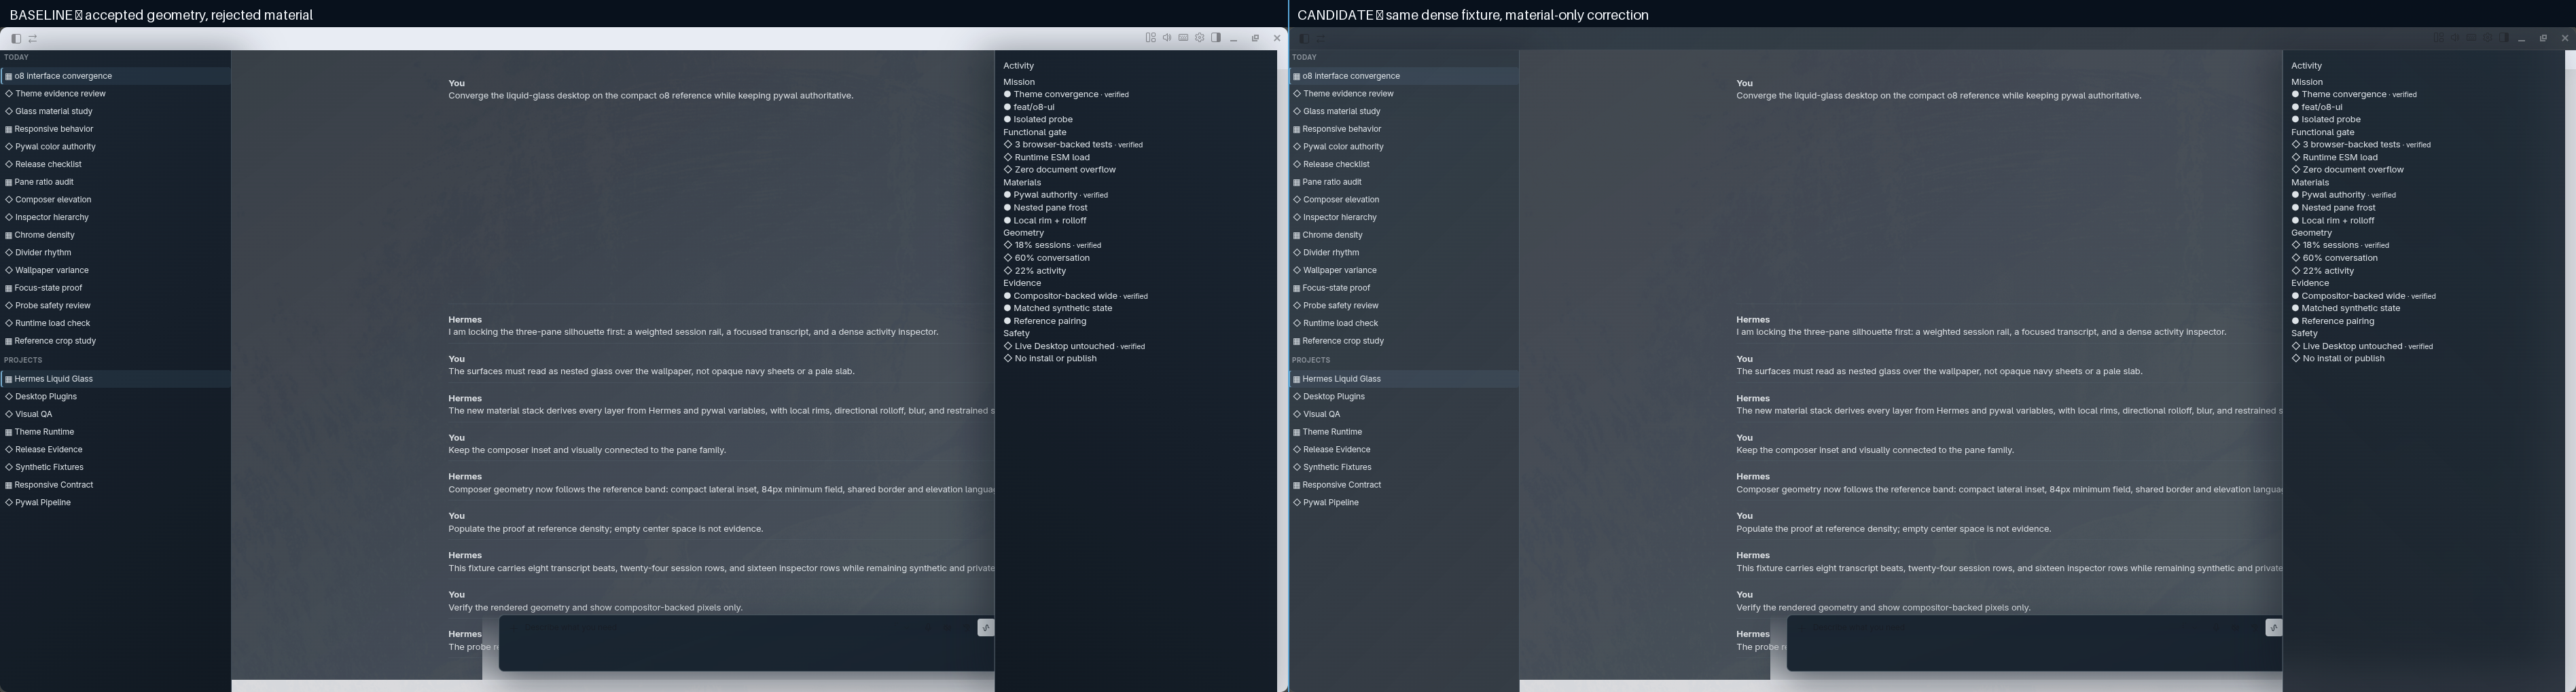 BASELINE accepted geometry, rejected material
TODAY
o8 interface convergence
Theme evidence review
Glass material study
Responsive behavior
Pywal color authority
Release checklist
Pane ratio audit
Composer elevation
Inspector hierarchy
Chrome density
Divider rhythm
Wallpaper variance
Focus-state proof
Probe safety review
Runtime load check
Reference crop study
PROJECTS
Hermes Liquid Glass
Desktop Plugins
Visual QA
Theme Runtime
Release Evidence
Synthetic Fixtures
Responsive Contract
Pywal Pipeline
You
Converge the liquid-glass desktop on the compact o8 reference while keeping pywal authoritative.
Hermes
I am locking the three-pane silhouette first: a weighted session rail, a focused transcript, and a dense activity inspector.
You
The surfaces must read as nested glass over the wallpaper, not opaque navy sheets or a pale slab.
Hermes
The new material stack derives every layer from Hermes and pywal variables, with local rims, directional rolloff, blur, and restrained s
You
Keep the composer inset and visually connected to the pane family.
Hermes
Composer geometry now follows the reference band: compact lateral inset, 84px minimum field, shared border and elevation languag
You
Populate the proof at reference density; empty center space is not evidence.
Hermes
This fixture carries eight transcript beats, twenty-four session rows, and sixteen inspector rows while remaining synthetic and private
You
Verify the rendered geometry and show compositor-backed pixels only.
Hermes
The probe re
Activity
Mission
Theme convergence · verified
feat/o8-ui
Isolated probe
Functional gate
3 browser-backed tests · verified
Runtime ESM load
Zero document overflow
Materials
Pywal authority · verified
Nested pane frost
Local rim + rolloff
Geometry
18% sessions · verified
60% conversation
22% activity
Evidence
Compositor-backed wide · verified
Matched synthetic state
Reference pairing
Safety
Live Desktop untouched · verified
No install or publish
CANDIDATE same dense fixture, material-only correction
TODAY
o8 interface convergence
Theme evidence review
Glass material study
Responsive behavior
Pywal color authority
Release checklist
Pane ratio audit
Composer elevation
Inspector hierarchy
Chrome density
Divider rhythm
Wallpaper variance
Focus-state proof
Probe safety review
Runtime load check
Reference crop study
PROJECTS
Hermes Liquid Glass
Desktop Plugins
Visual QA
Theme Runtime
Release Evidence
Synthetic Fixtures
Responsive Contract
Pywal Pipeline
You
Converge the liquid-glass desktop on the compact o8 reference while keeping pywal authoritative.
Hermes
I am locking the three-pane silhouette first: a weighted session rail, a focused transcript, and a dense activity inspector.
You
The surfaces must read as nested glass over the wallpaper, not opaque navy sheets or a pale slab.
Hermes
The new material stack derives every layer from Hermes and pywal variables, with local rims, directional rolloff, blur, and restrained s
You
Keep the composer inset and visually connected to the pane family.
Hermes
Composer geometry now follows the reference band: compact lateral inset, 84px minimum field, shared border and elevation languag
You
Populate the proof at reference density; empty center space is not evidence.
Hermes
This fixture carries eight transcript beats, twenty-four session rows, and sixteen inspector rows while remaining synthetic and private
You
Verify the rendered geometry and show compositor-backed pixels only.
Hermes
The probe re
Activity
Mission
Theme convergence · verified
feat/o8-ui
Isolated probe
Functional gate
3 browser-backed tests · verified
Runtime ESM load
Zero document overflow
Materials
Pywal authority · verified
Nested pane frost
Local rim + rolloff
Geometry
18% sessions · verified
60% conversation
22% activity
Evidence
Compositor-backed wide · verified
Matched synthetic state
Reference pairing
Safety
Live Desktop untouched · verified
No install or publish